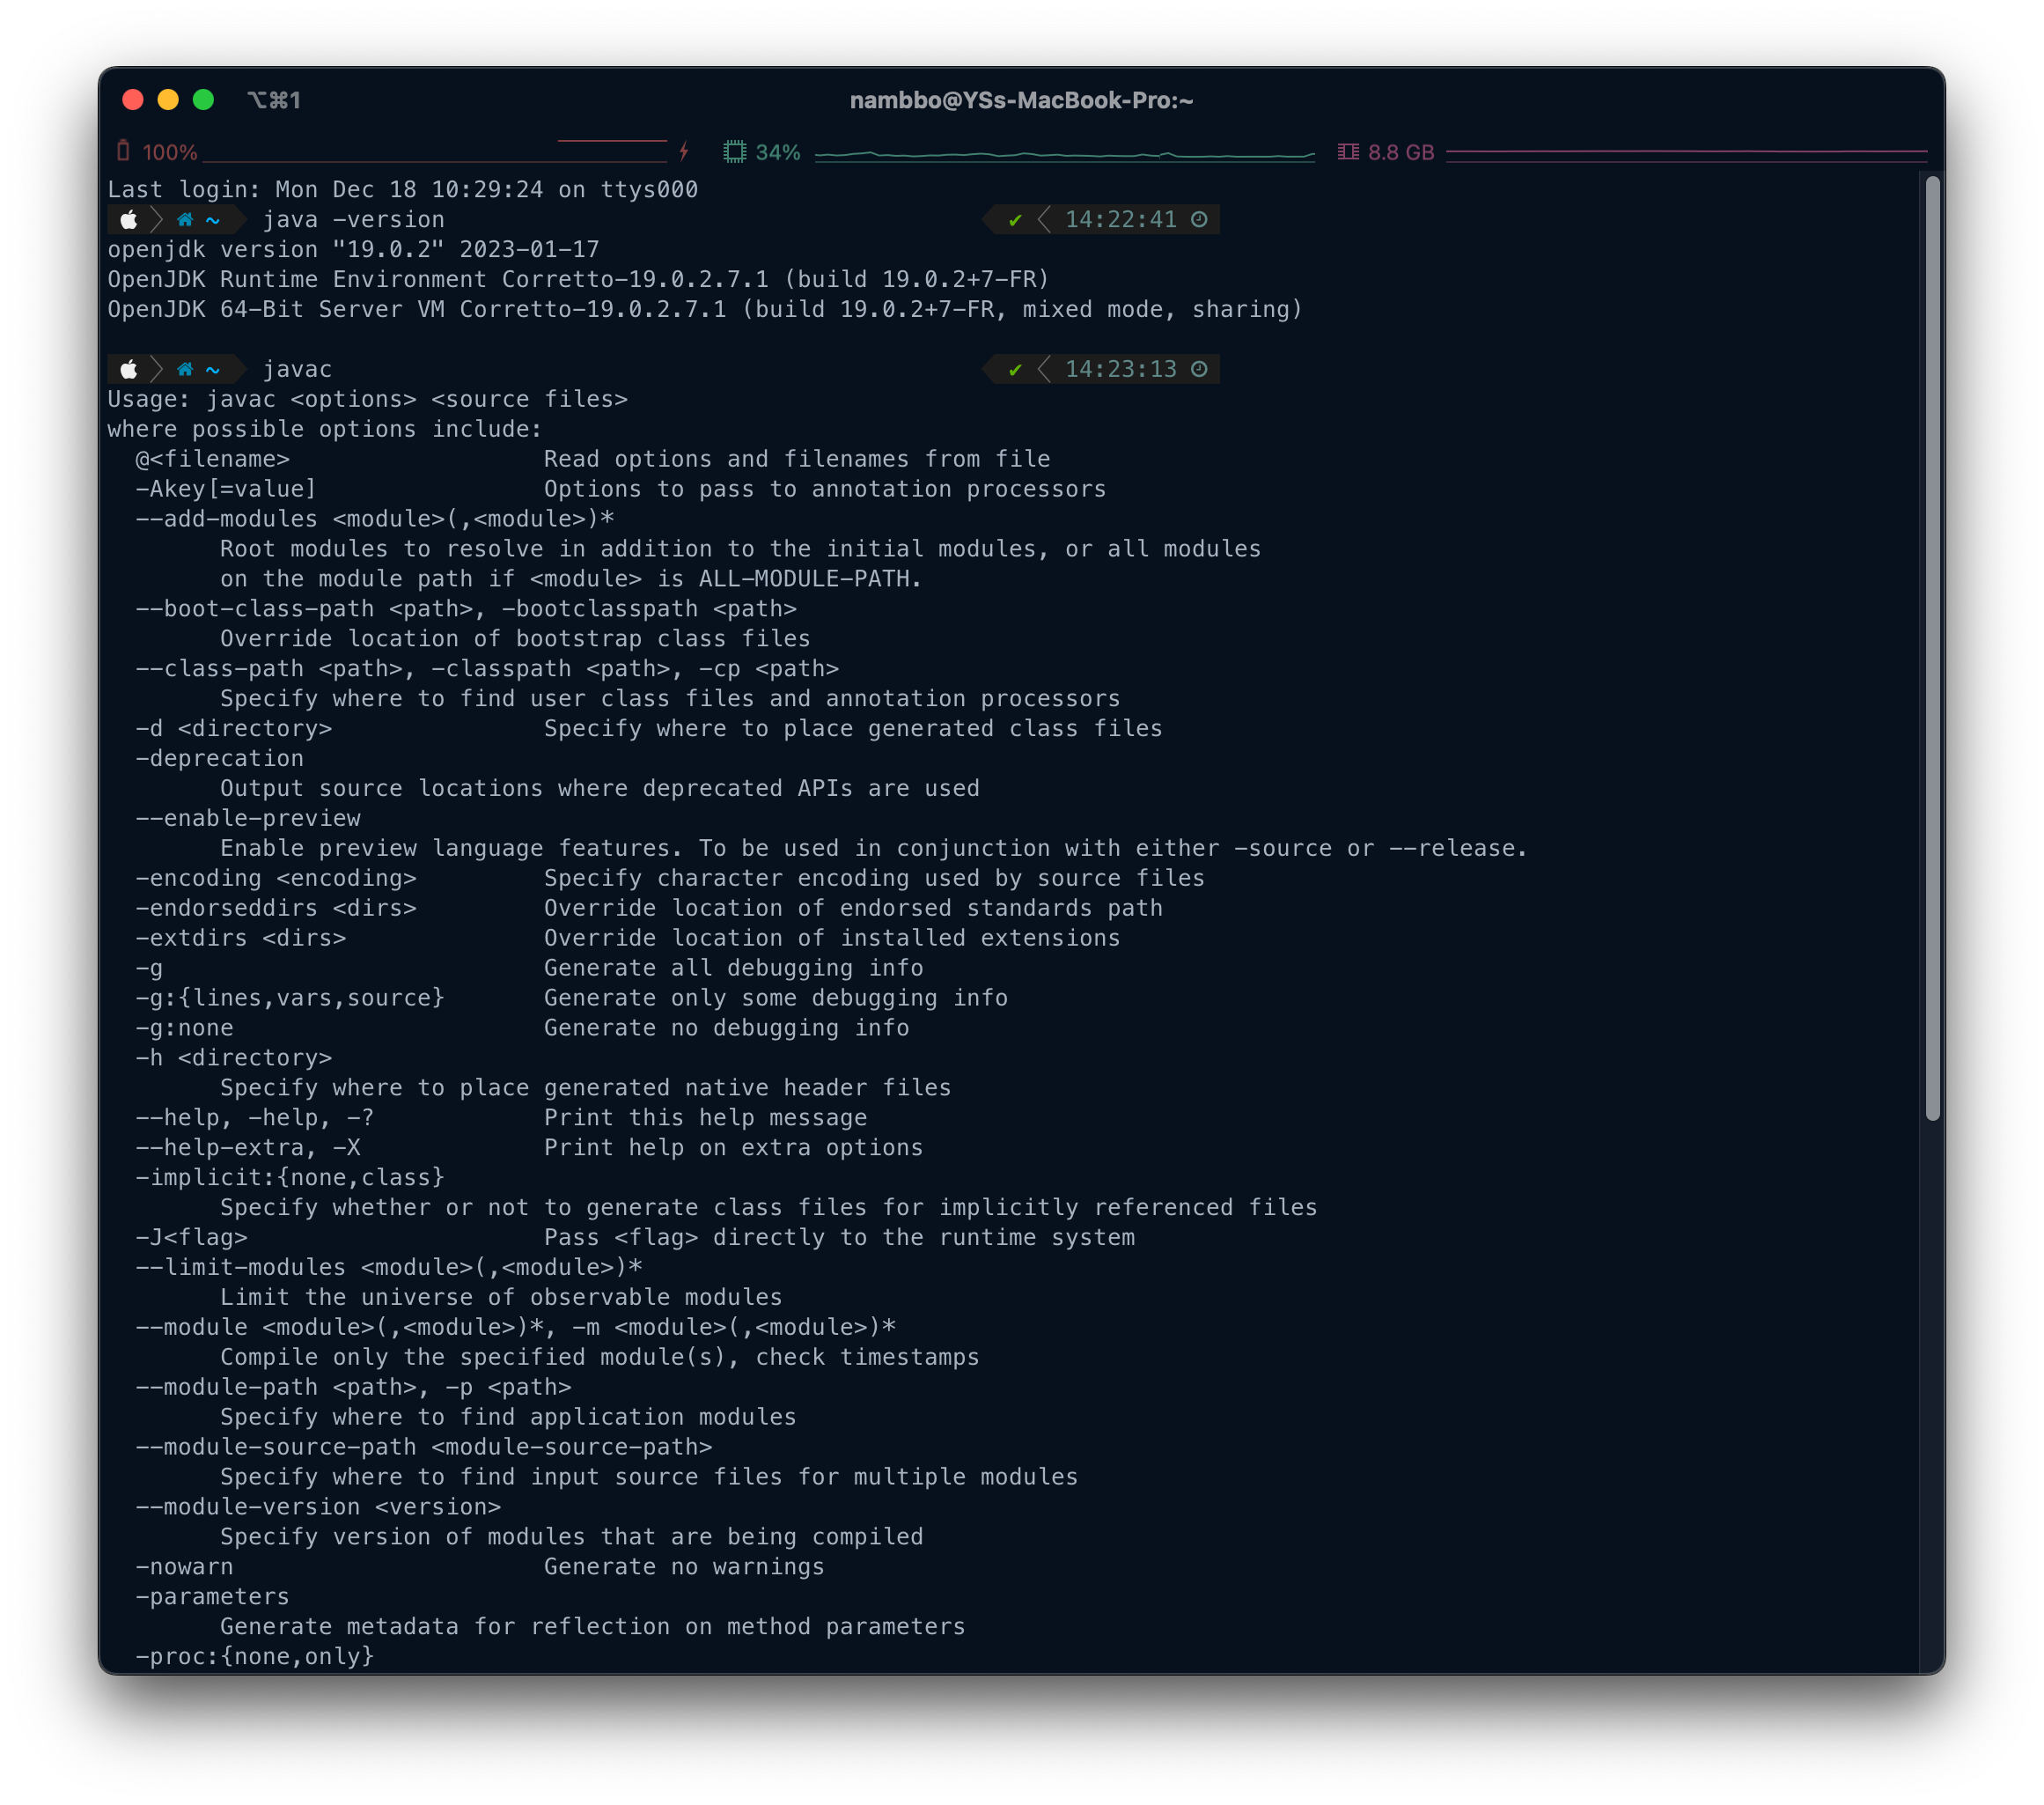 ⌥⌘1
nambbo@YSs-MacBook-Pro:~
100% 34% 8.8 GB
Last login: Mon Dec 18 10:29:24 on ttys000
~ java -version ✔ 14:22:41
openjdk version "19.0.2" 2023-01-17
OpenJDK Runtime Environment Corretto-19.0.2.7.1 (build 19.0.2+7-FR)
OpenJDK 64-Bit Server VM Corretto-19.0.2.7.1 (build 19.0.2+7-FR, mixed mode, sharing)
~ javac ✔ 14:23:13
Usage: javac <options> <source files>
where possible options include:
  @<filename>                  Read options and filenames from file
  -Akey[=value]                Options to pass to annotation processors
  --add-modules <module>(,<module>)*
        Root modules to resolve in addition to the initial modules, or all modules
        on the module path if <module> is ALL-MODULE-PATH.
  --boot-class-path <path>, -bootclasspath <path>
        Override location of bootstrap class files
  --class-path <path>, -classpath <path>, -cp <path>
        Specify where to find user class files and annotation processors
  -d <directory>               Specify where to place generated class files
  -deprecation
        Output source locations where deprecated APIs are used
  --enable-preview
        Enable preview language features. To be used in conjunction with either -source or --release.
  -encoding <encoding>         Specify character encoding used by source files
  -endorseddirs <dirs>         Override location of endorsed standards path
  -extdirs <dirs>              Override location of installed extensions
  -g                           Generate all debugging info
  -g:{lines,vars,source}       Generate only some debugging info
  -g:none                      Generate no debugging info
  -h <directory>
        Specify where to place generated native header files
  --help, -help, -?            Print this help message
  --help-extra, -X             Print help on extra options
  -implicit:{none,class}
        Specify whether or not to generate class files for implicitly referenced files
  -J<flag>                     Pass <flag> directly to the runtime system
  --limit-modules <module>(,<module>)*
        Limit the universe of observable modules
  --module <module>(,<module>)*, -m <module>(,<module>)*
        Compile only the specified module(s), check timestamps
  --module-path <path>, -p <path>
        Specify where to find application modules
  --module-source-path <module-source-path>
        Specify where to find input source files for multiple modules
  --module-version <version>
        Specify version of modules that are being compiled
  -nowarn                      Generate no warnings
  -parameters
        Generate metadata for reflection on method parameters
  -proc:{none,only}